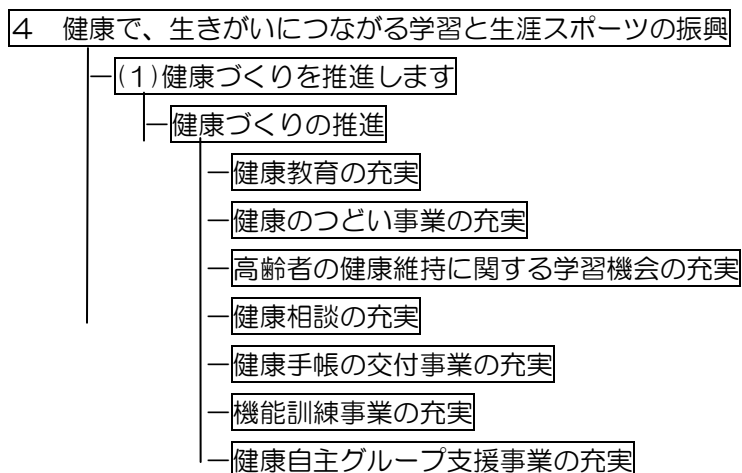 ４　健康で、生きがいにつながる学習と生涯スポーツの振興
(１)健康づくりを推進します
健康づくりの推進
健康教育の充実
健康のつどい事業の充実
高齢者の健康維持に関する学習機会の充実
健康相談の充実
健康手帳の交付事業の充実
機能訓練事業の充実
健康自主グループ支援事業の充実